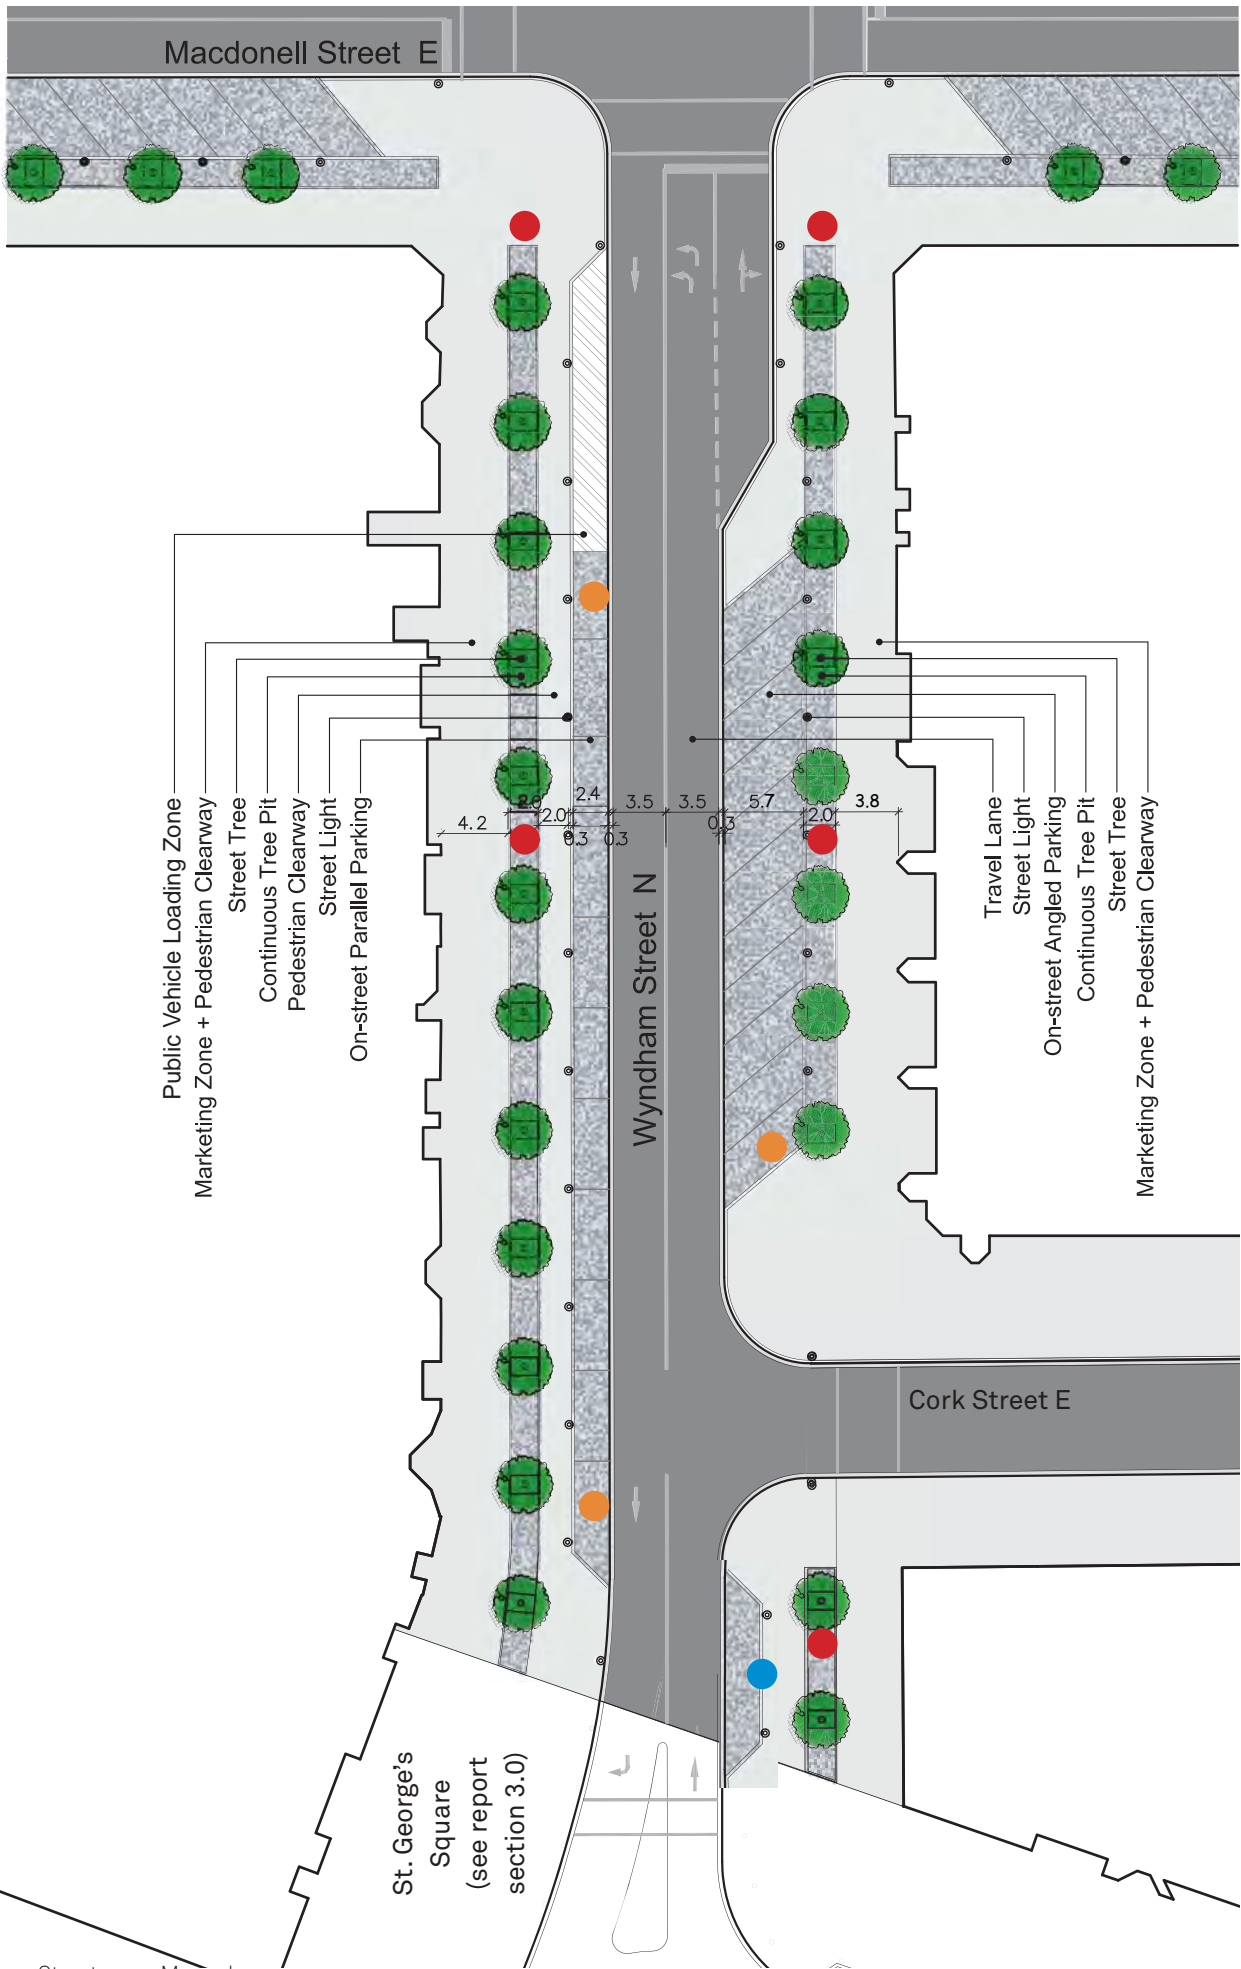 Macdonell Street E
Public Vehicle Loading Zone
Marketing Zone + Pedestrian Clearway
Street Tree
Continuous Tree Pit
Pedestrian Clearway
Street Light
On-street Parallel Parking
4.2
2.0
0.3
2.4
0.3
3.5
3.5
0.3
5.7
2.0
3.8
Wyndham Street N
Travel Lane
Street Light
On-street Angled Parking
Continuous Tree Pit
Street Tree
Marketing Zone + Pedestrian Clearway
Cork Street E
St. George's
Square
(see report
section 3.0)